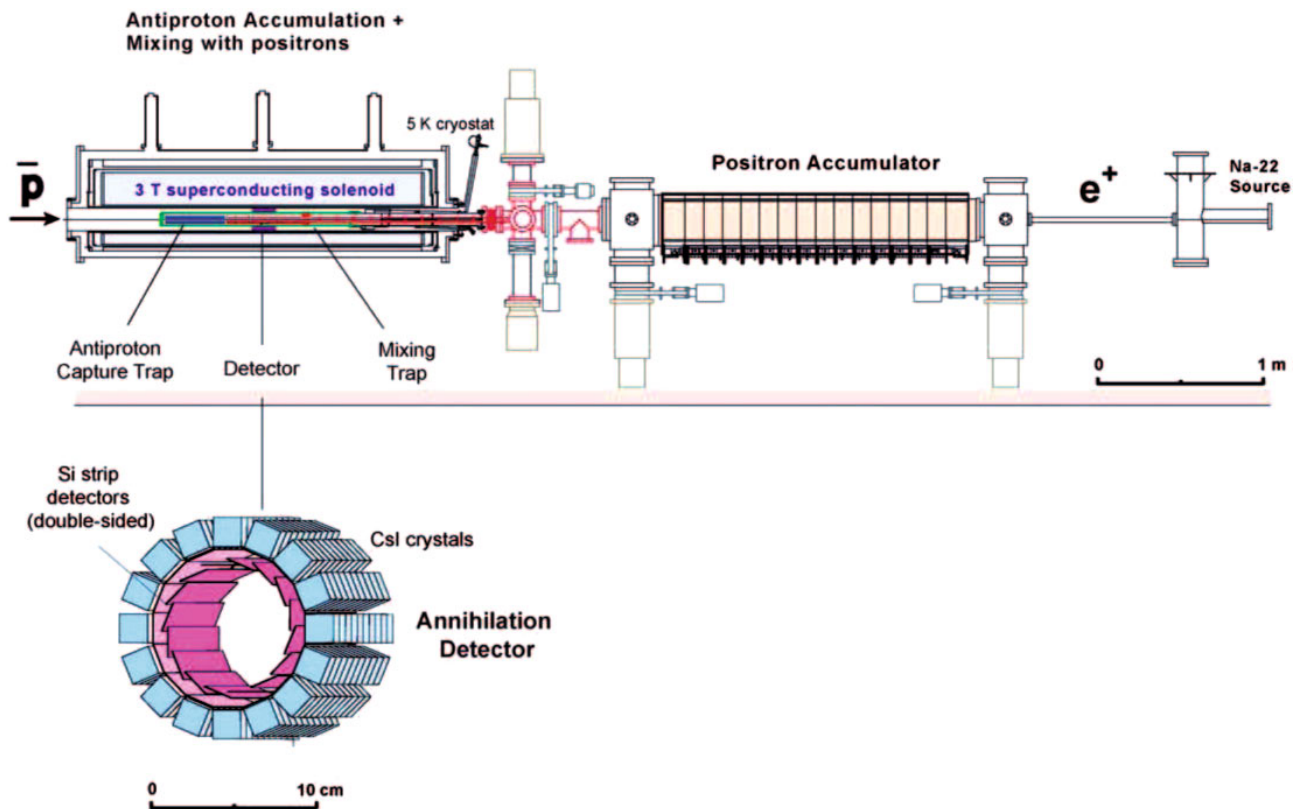 Antiproton Accumulation +
Mixing with positrons
5 K cryostat
p̅
3 T superconducting solenoid
Positron Accumulator
e⁺
Na-22
Source
Antiproton
Capture Trap
Detector
Mixing
Trap
0 1 m
Si strip
detectors
(double-sided)
CsI crystals
Annihilation
Detector
0 10 cm